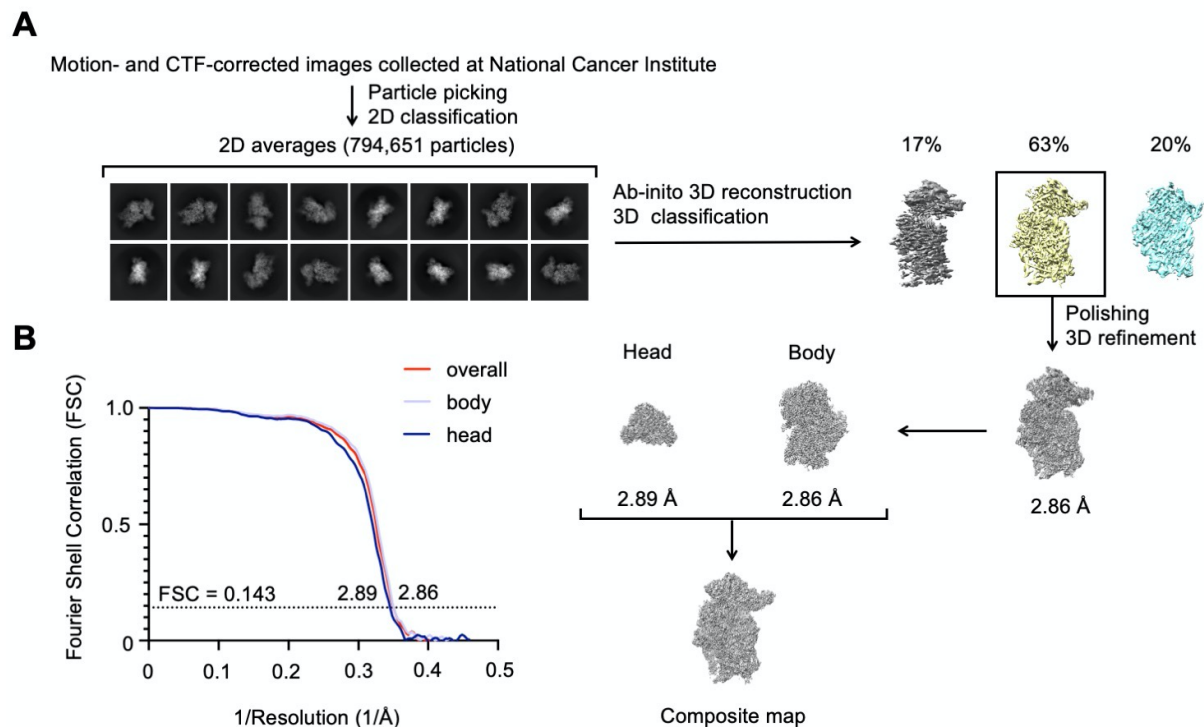 A
Motion- and CTF-corrected images collected at National Cancer Institute
Particle picking
2D classification
2D averages (794,651 particles)
Ab-inito 3D reconstruction
3D classification
17%
63%
20%
Polishing
3D refinement
Head
Body
2.89 Å
2.86 Å
2.86 Å
Composite map
B
overall
body
head
Fourier Shell Correlation (FSC)
1.0
0.5
0
FSC = 0.143
2.89
2.86
0
0.1
0.2
0.3
0.4
0.5
1/Resolution (1/Å)